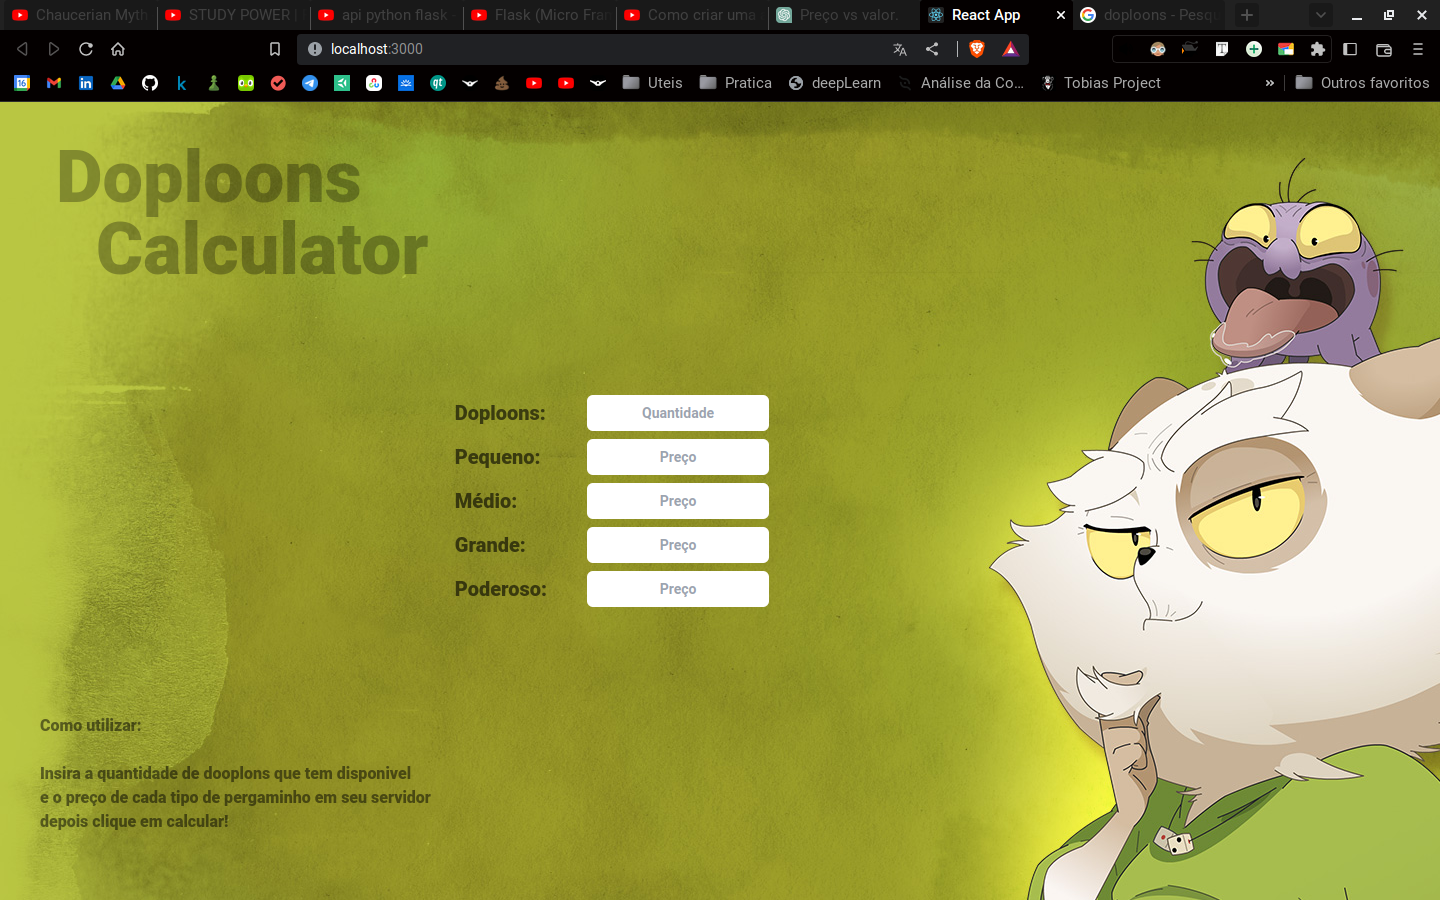 Chaucerian Myth
STUDY POWER |
api python flask -
Flask (Micro Fra
Como criar uma
Preço vs valor.
React App
doploons - Pesqu
localhost:3000
Uteis
Pratica
deepLearn
Análise da Co...
Tobias Project
»
Outros favoritos
Doploons
Calculator
Doploons: Quantidade
Pequeno: Preço
Médio: Preço
Grande: Preço
Poderoso: Preço
Como utilizar:
Insira a quantidade de dooplons que tem disponivel
e o preço de cada tipo de pergaminho em seu servidor
depois clique em calcular!